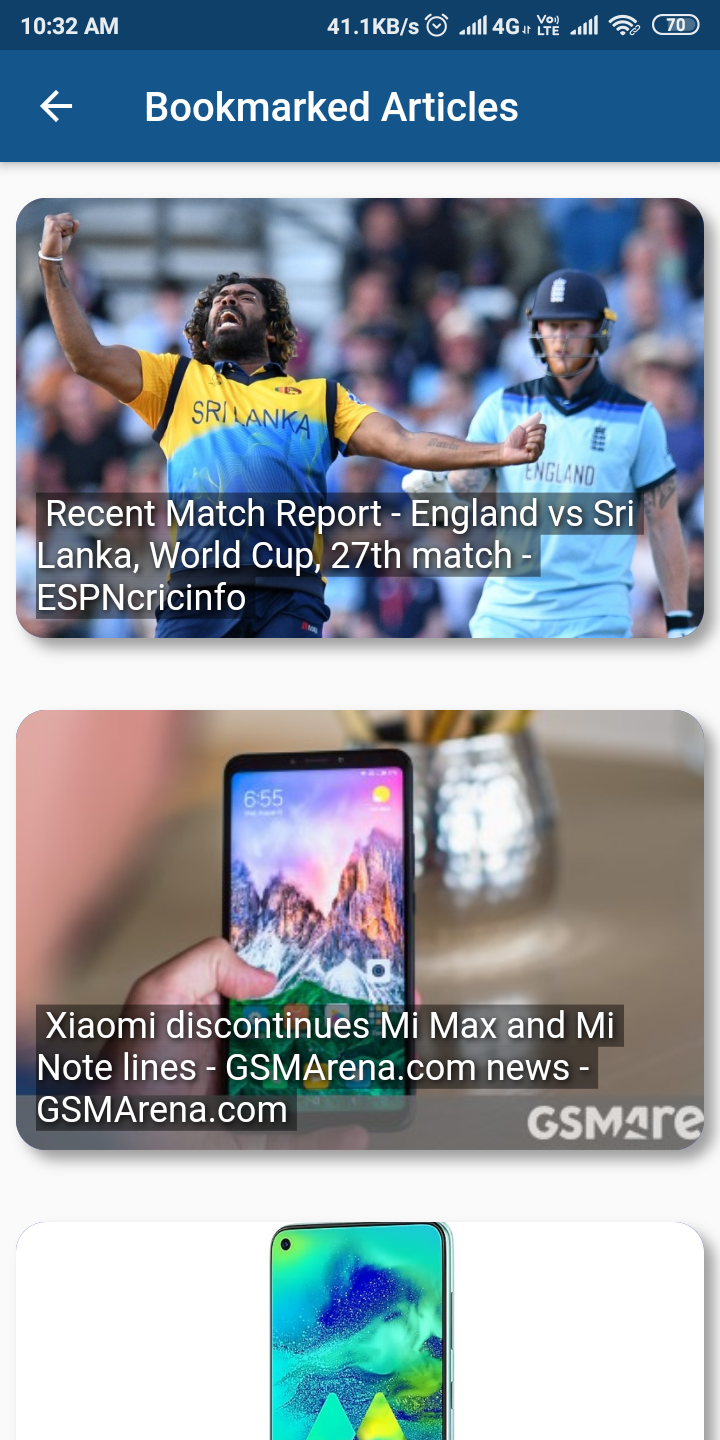 10:32 AM 41.1KB/s 4G Vo)) LTE 70
Bookmarked Articles
SRI LANKA
ENGLAND
Recent Match Report - England vs Sri
Lanka, World Cup, 27th match -
ESPNcricinfo
6:55
Xiaomi discontinues Mi Max and Mi
Note lines - GSMArena.com news -
GSMArena.com
GSMAre